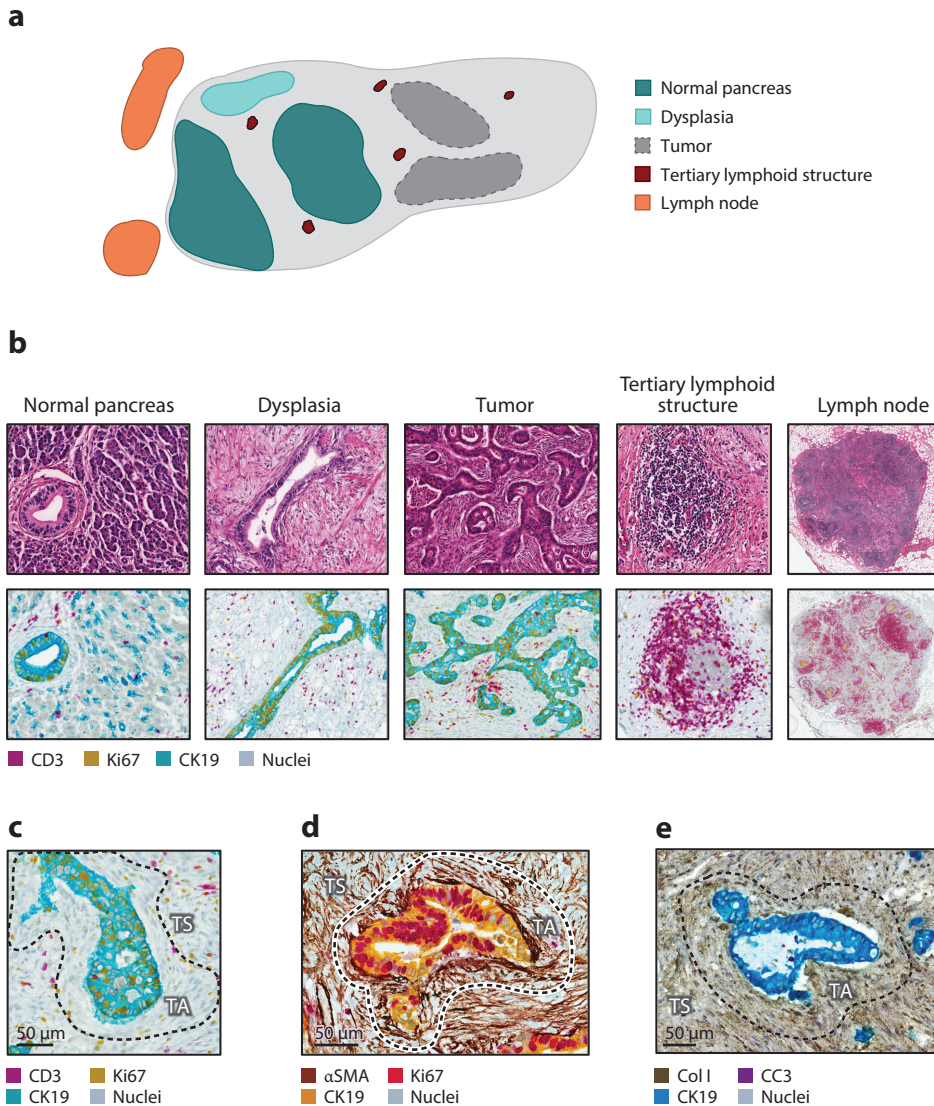 a
Normal pancreas
Dysplasia
Tumor
Tertiary lymphoid structure
Lymph node
b
Normal pancreas
Dysplasia
Tumor
Tertiary lymphoid
structure
Lymph node
CD3 Ki67 CK19 Nuclei
c
TS
TA
50 μm
CD3 Ki67
CK19 Nuclei
d
TS
TA
50 μm
αSMA Ki67
CK19 Nuclei
e
TA
TS
50 μm
Col I CC3
CK19 Nuclei